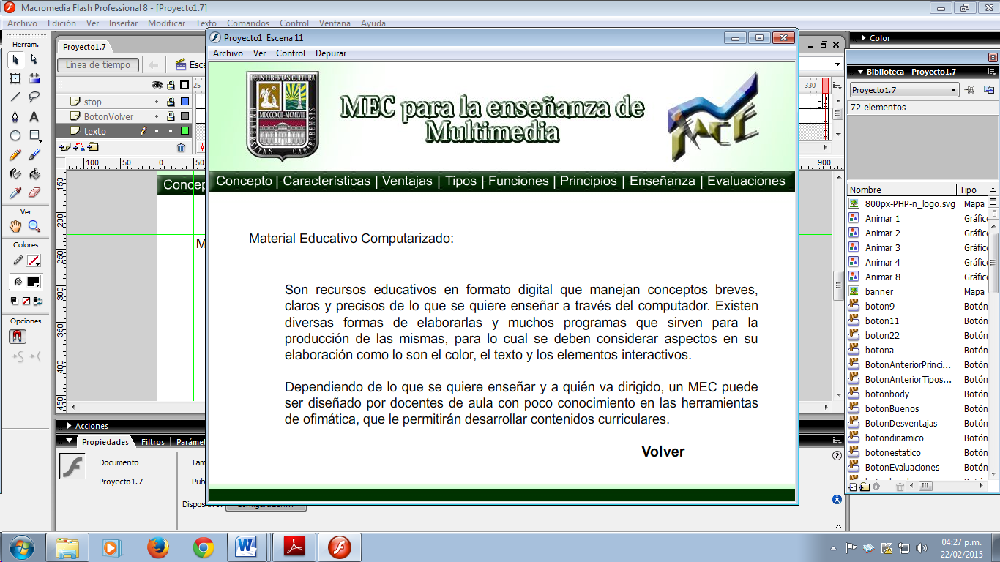 Macromedia Flash Professional 8 - [Proyecto1.7]
Archivo Edición Ver Insertar Modificar Texto Comandos Control Ventana Ayuda
Herram.
Ver
Colores
Opciones
Proyecto1.7
Línea de tiempo
Esce
25
stop
BotonVolver
texto
100 50 0 50
150
200
250
300
350
400
450
Concep
M
Proyecto1_Escena 11
Archivo Ver Control Depurar
DEUS LIBERTAS CULTURA
MDCCCXCII-MCMLVIII
FACE
MEC para la enseñanza de
Multimedia
Concepto | Características | Ventajas | Tipos | Funciones | Principios | Enseñanza | Evaluaciones
Material Educativo Computarizado:
Son recursos educativos en formato digital que manejan conceptos breves,
claros y precisos de lo que se quiere enseñar a través del computador. Existen
diversas formas de elaborarlas y muchos programas que sirven para la
producción de las mismas, para lo cual se deben considerar aspectos en su
elaboración como lo son el color, el texto y los elementos interactivos.
Dependiendo de lo que se quiere enseñar y a quién va dirigido, un MEC puede
ser diseñado por docentes de aula con poco conocimiento en las herramientas
de ofimática, que le permitirán desarrollar contenidos curriculares.
Volver
330
900
Acciones
Propiedades Filtros Paráme
Documento
Proyecto1.7
Tam
Pub
Dispositivo:
Color
Biblioteca - Proyecto1.7
Proyecto1.7
72 elementos
Nombre Tipo
800px-PHP-n_logo.svg Mapa
Animar 1 Gráfic
Animar 2 Gráfic
Animar 3 Gráfic
Animar 4 Gráfic
Animar 8 Gráfic
banner Mapa
boton9 Botón
boton11 Botón
boton22 Botón
botona Botón
BotonAnteriorPrinci... Botón
BotonAnteriorTipos... Botón
botonbody Botón
botonBuenos Botón
BotonDesventajas Botón
botondinamico Botón
botonestatico Botón
BotonEvaluaciones Botón
04:27 p.m.
22/02/2015